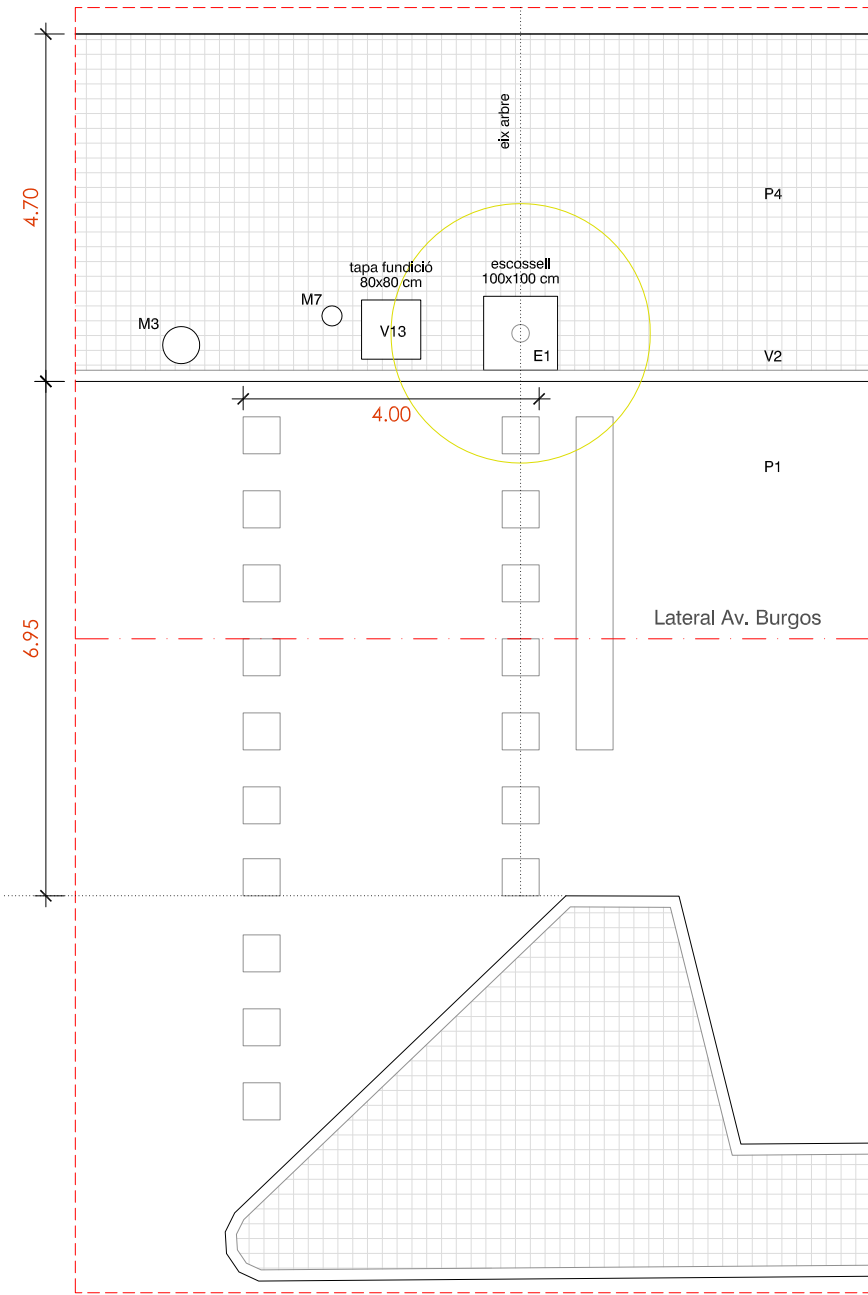 eix arbre
4.70
P4
tapa fundició
80x80 cm
escossell
100x100 cm
M7
M3
V13
E1
V2
4.00
P1
Lateral Av. Burgos
6.95